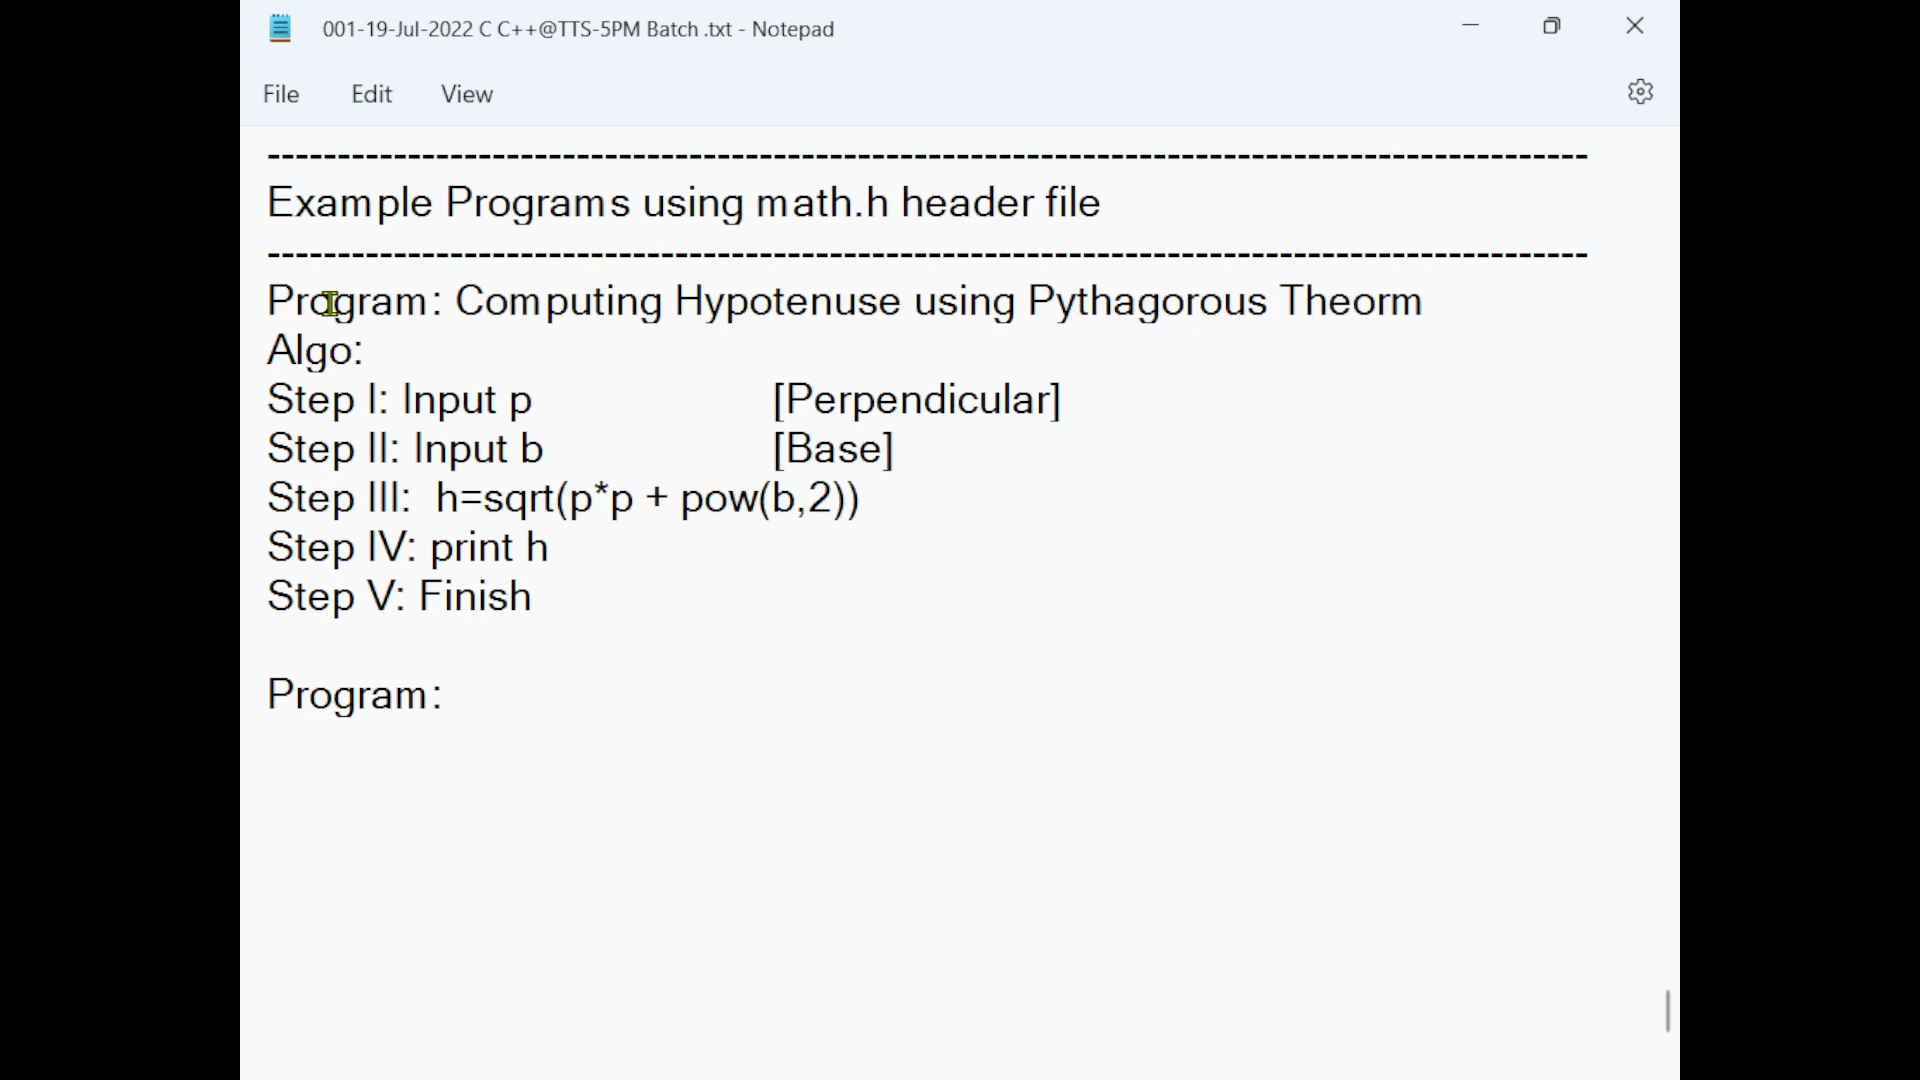 001-19-Jul-2022 C C++@TTS-5PM Batch .txt - Notepad
File Edit View
--------------------------------------------------------------------------------------------
Example Programs using math.h header file
--------------------------------------------------------------------------------------------
Program: Computing Hypotenuse using Pythagorous Theorm
Algo:
Step I: Input p [Perpendicular]
Step II: Input b [Base]
Step III: h=sqrt(p*p + pow(b,2))
Step IV: print h
Step V: Finish
Program: